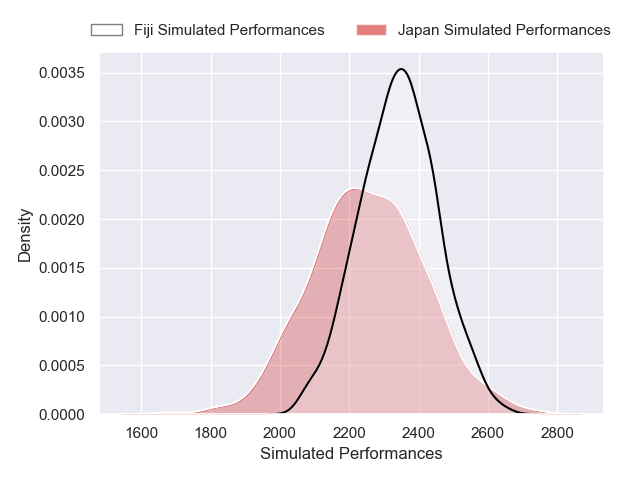 Fiji Simulated Performances
Japan Simulated Performances
0.0035
0.0030
0.0025
0.0020
0.0015
0.0010
0.0005
0.0000
Density
1600 1800 2000 2200 2400 2600 2800
Simulated Performances